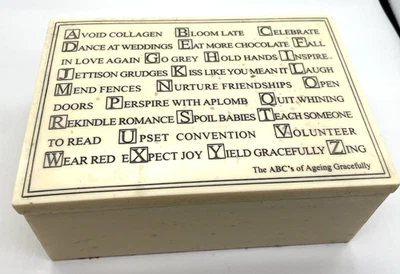 AVOID COLLAGEN BLOOM LATE CELEBRATE
DANCE AT WEDDINGS EAT MORE CHOCOLATE FALL
IN LOVE AGAIN GO GREY HOLD HANDS INSPIRE..
JETTISON GRUDGES KISS LIKE YOU MEAN IT LAUGH
MEND FENCES NURTURE FRIENDSHIPS OPEN
DOORS PERSPIRE WITH APLOMB QUIT WHINING
REKINDLE ROMANCE SPOIL BABIES TEACH SOMEONE
TO READ UPSET CONVENTION VOLUNTEER
WEAR RED EXPECT JOY YIELD GRACEFULLY ZING
The ABC's of Ageing Gracefully